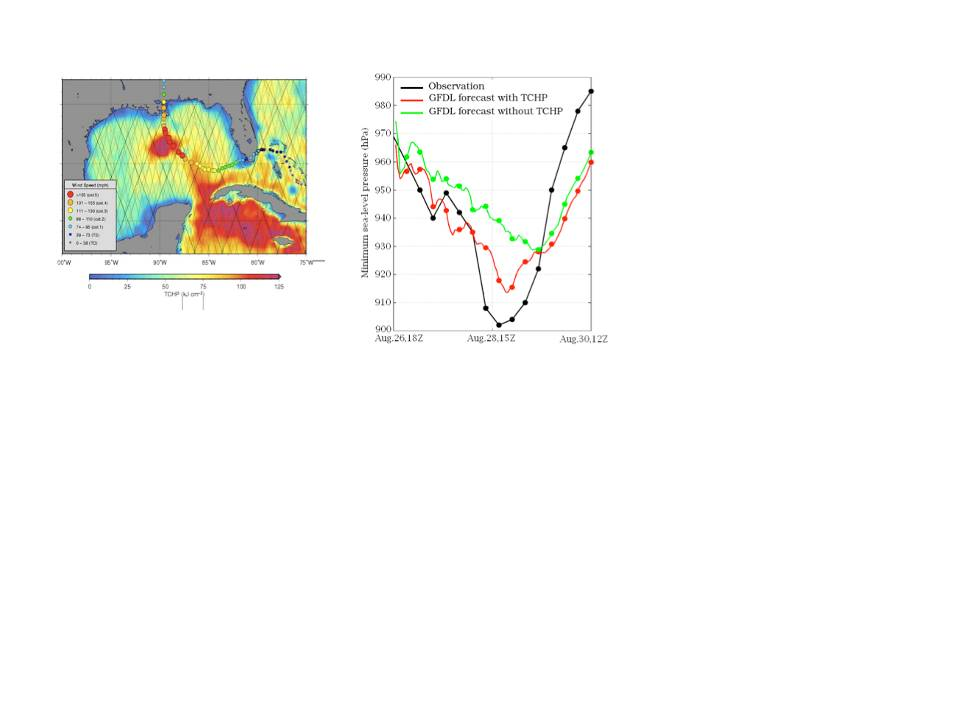 Wind Speed (mph)
>155 (cat.5)
131 – 155 (cat.4)
111 – 130 (cat.3)
96 – 110 (cat.2)
74 – 95 (cat.1)
39 – 73 (TS)
0 – 38 (TD)
00°W 95°W 90°W 85°W 80°W 75°W
0 25 50 75 100 125
TCHP (kJ cm⁻²)
Observation
GFDL forecast with TCHP
GFDL forecast without TCHP
Minimum sea-level pressure (hPa)
990
980
970
960
950
940
930
920
910
900
Aug.26,18Z Aug.28,15Z Aug.30,12Z